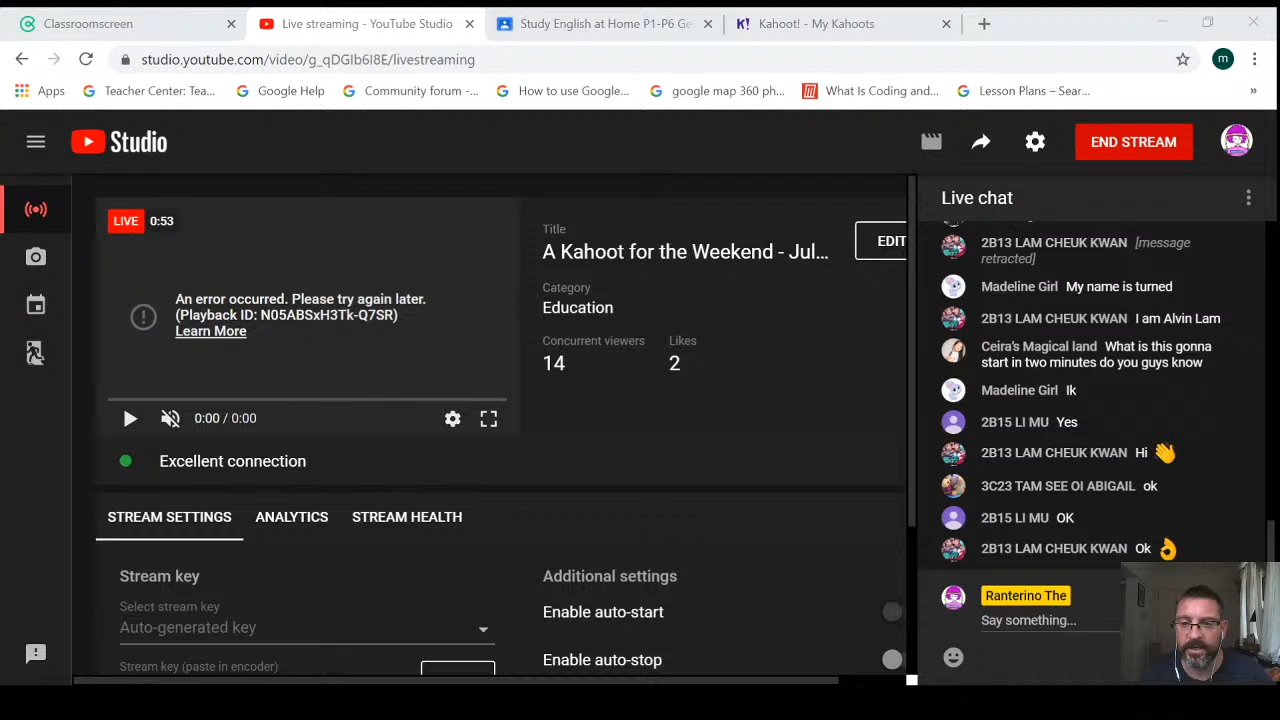 Classroomscreen
Live streaming - YouTube Studio
Study English at Home P1-P6 Ge
K! Kahoot! - My Kahoots
studio.youtube.com/video/g_qDGIb6I8E/livestreaming
m
Apps
Teacher Center: Tea...
Google Help
Community forum -...
How to use Google...
google map 360 ph...
What Is Coding and...
Lesson Plans – Sear...
»
Studio
END STREAM
LIVE 0:53
An error occurred. Please try again later.
(Playback ID: N05ABSxH3Tk-Q7SR)
Learn More
0:00 / 0:00
Excellent connection
Title
A Kahoot for the Weekend - Jul...
EDIT
Category
Education
Concurrent viewers
Likes
14
2
STREAM SETTINGS
ANALYTICS
STREAM HEALTH
Stream key
Select stream key
Auto-generated key
Stream key (paste in encoder)
Additional settings
Enable auto-start
Enable auto-stop
Live chat
2B13 LAM CHEUK KWAN [message
retracted]
Madeline Girl My name is turned
2B13 LAM CHEUK KWAN I am Alvin Lam
Ceira's Magical land What is this gonna
start in two minutes do you guys know
Madeline Girl Ik
2B15 LI MU Yes
2B13 LAM CHEUK KWAN Hi 👋
3C23 TAM SEE OI ABIGAIL ok
2B15 LI MU OK
2B13 LAM CHEUK KWAN Ok 👌
Ranterino The
Say something...